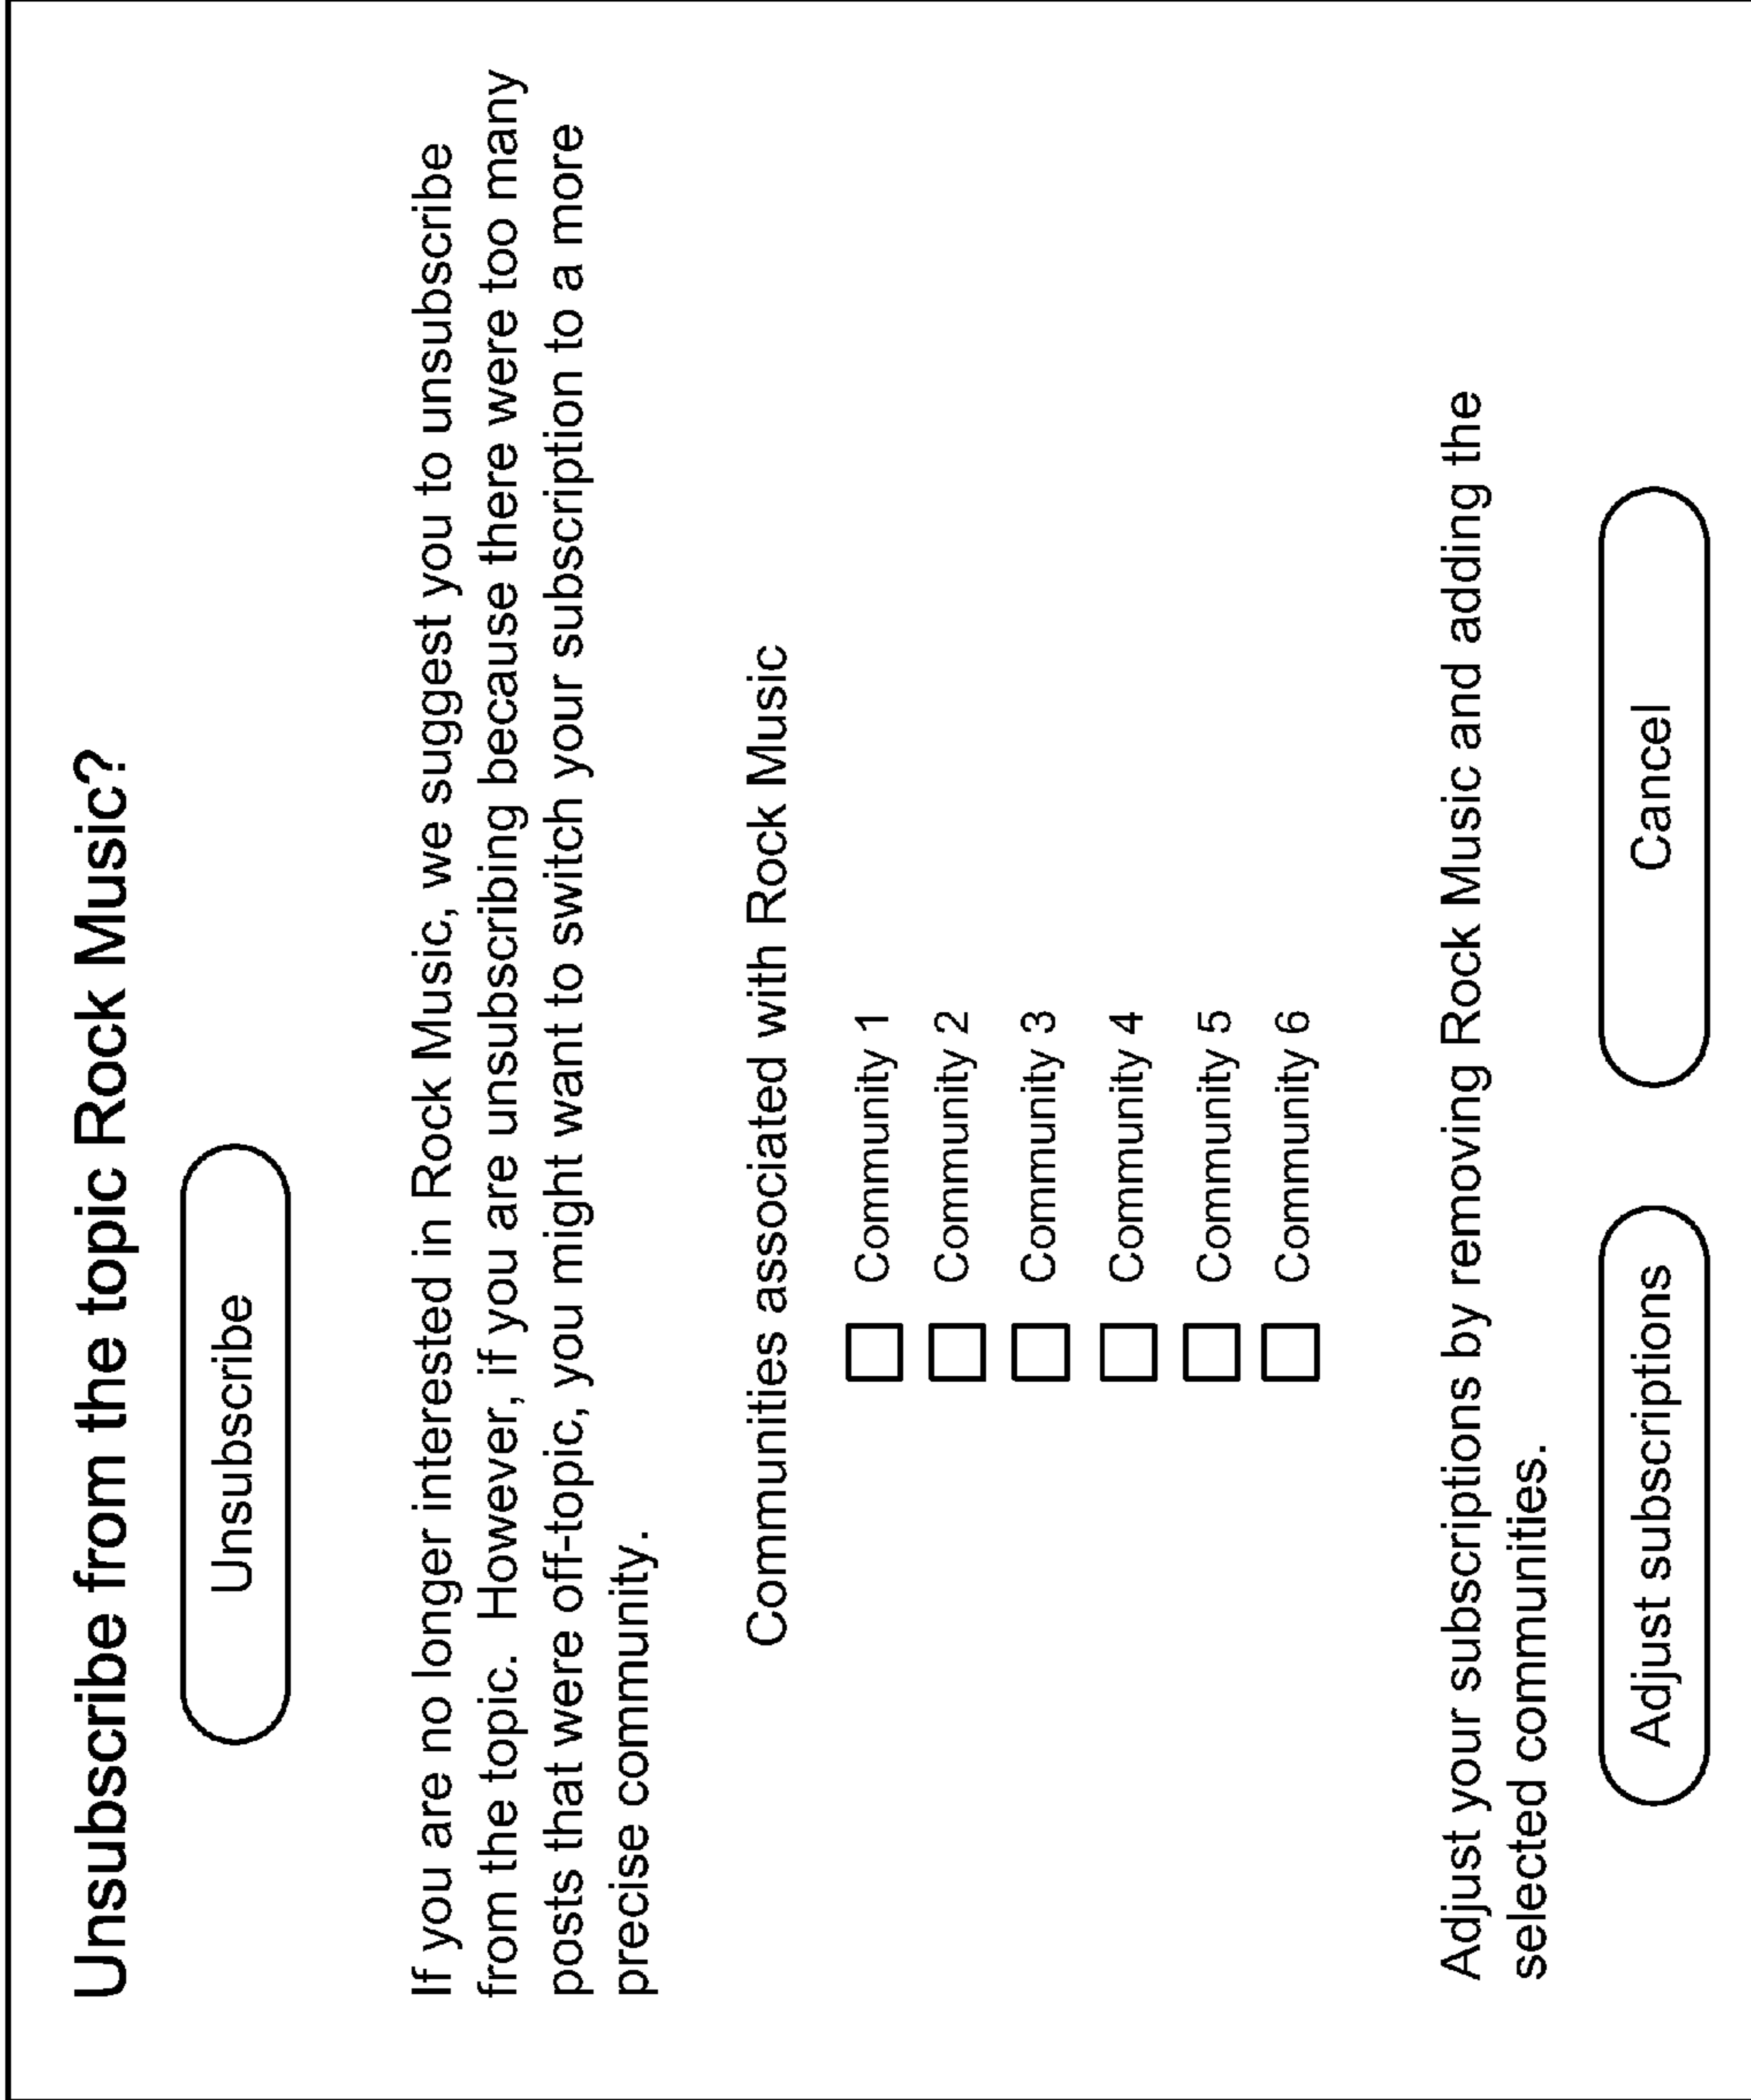 Unsubscribe from the topic Rock Music?
Unsubscribe
If you are no longer interested in Rock Music, we suggest you to unsubscribe
from the topic. However, if you are unsubscribing because there were too many
posts that were off-topic, you might want to switch your subscription to a more
precise community.
Communities associated with Rock Music
Community 1
Community 2
Community 3
Community 4
Community 5
Community 6
Adjust your subscriptions by removing Rock Music and adding the
selected communities.
Adjust subscriptions
Cancel